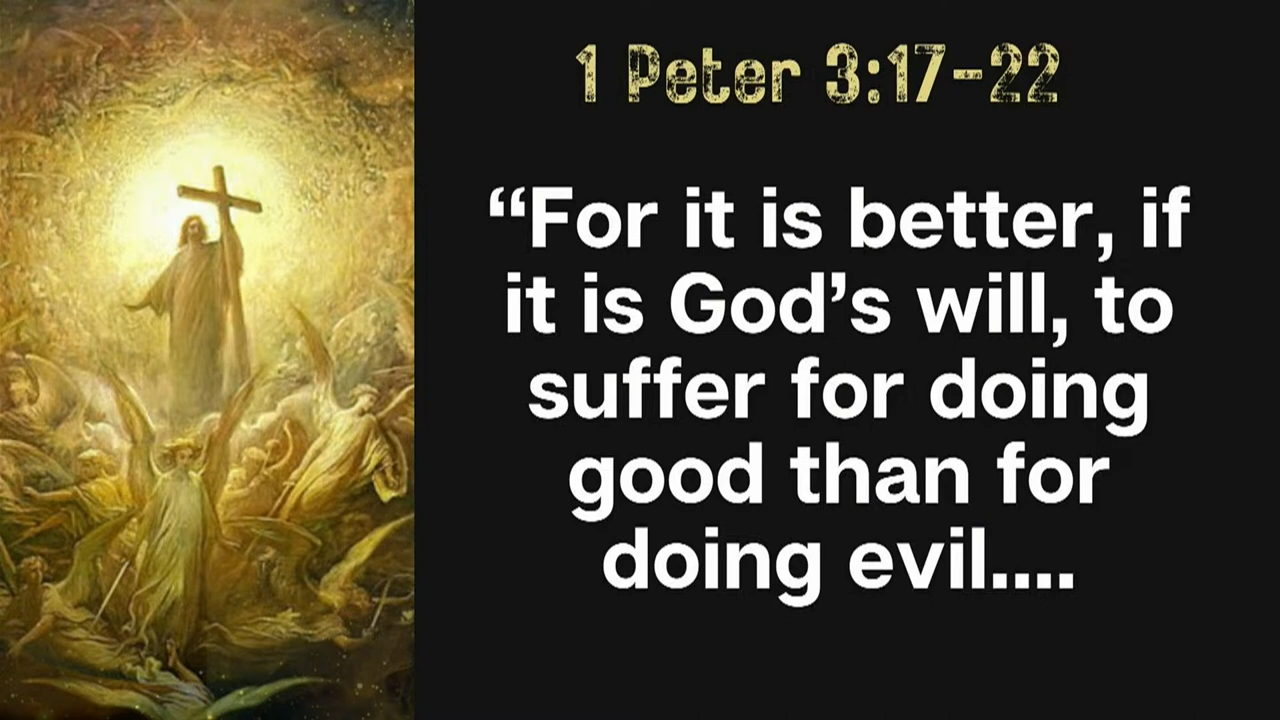 1 Peter 3:17-22
“For it is better, if
it is God’s will, to
suffer for doing
good than for
doing evil....